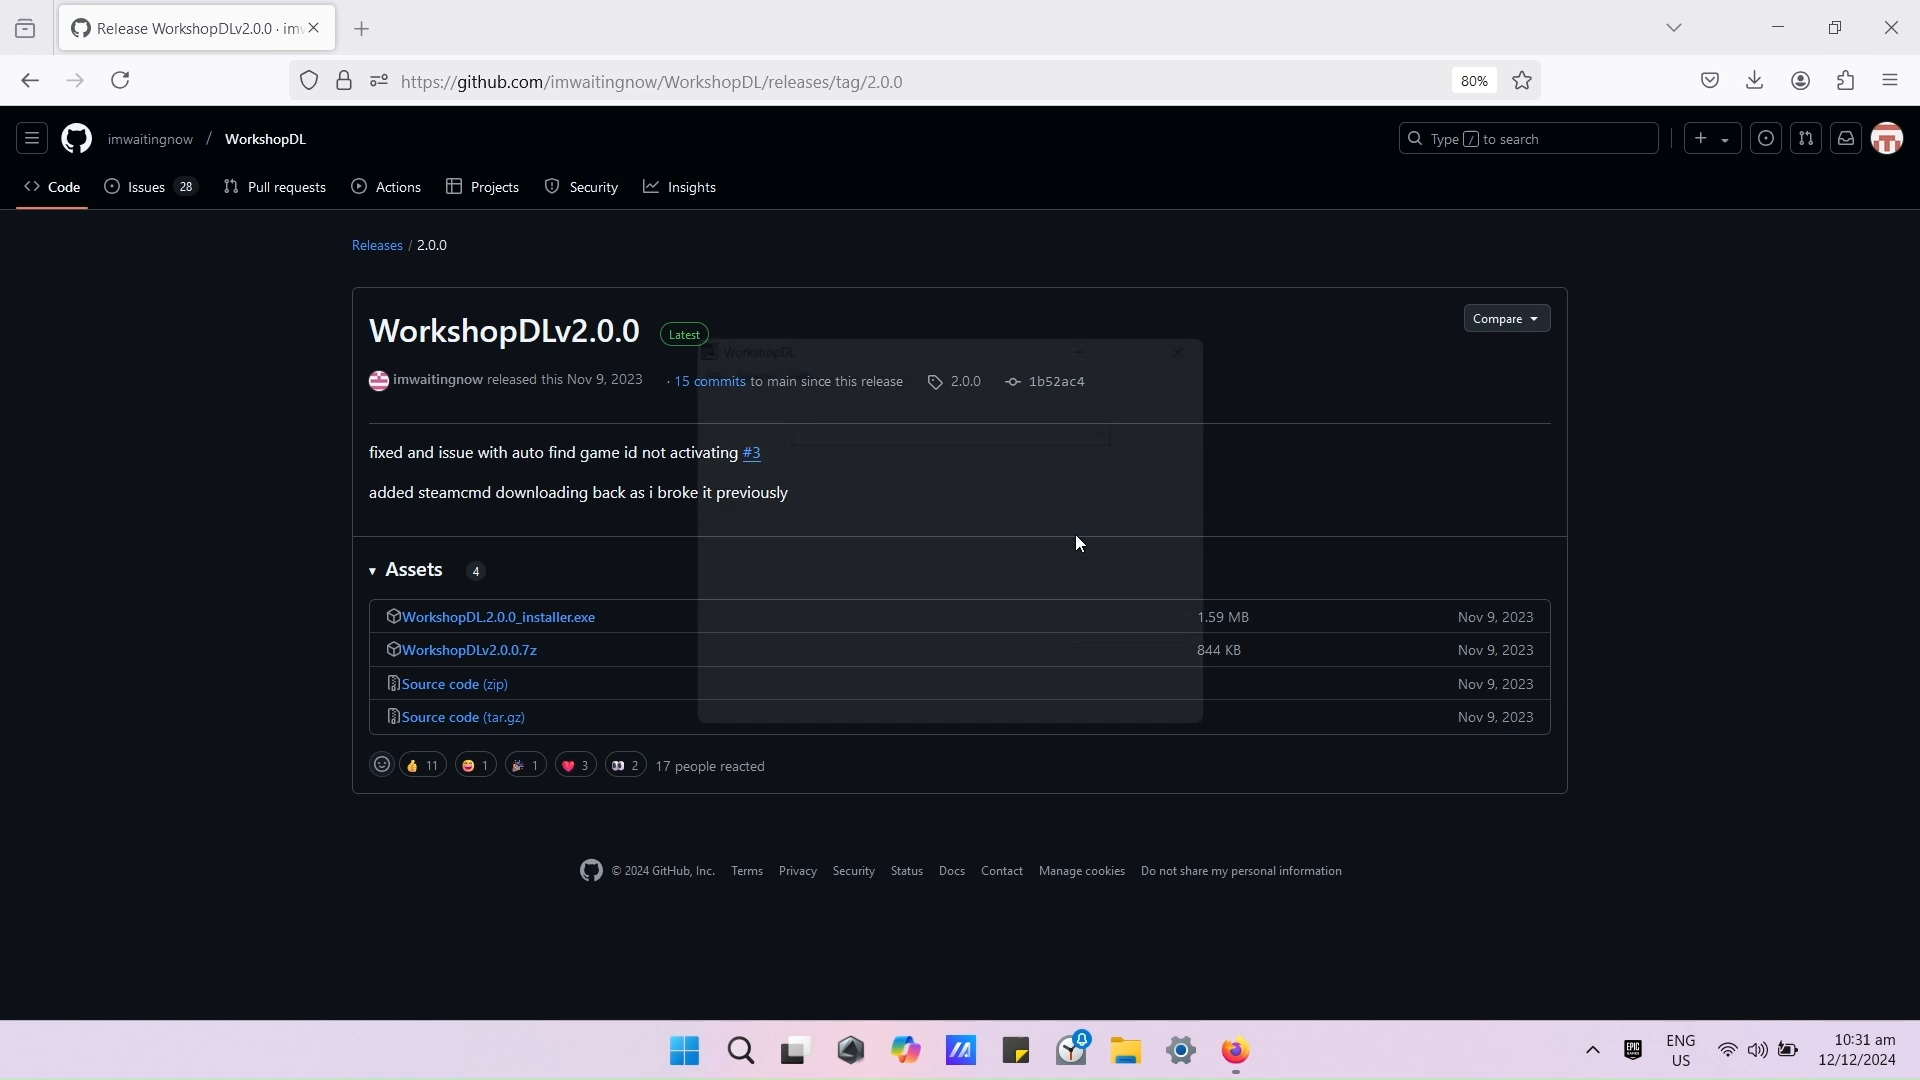 Release WorkshopDLv2.0.0 · imw
https://github.com/imwaitingnow/WorkshopDL/releases/tag/2.0.0
80%
imwaitingnow / WorkshopDL
Type / to search
Code
Issues 28
Pull requests
Actions
Projects
Security
Insights
Releases / 2.0.0
WorkshopDLv2.0.0
Latest
Compare
WorkshopDL
imwaitingnow released this Nov 9, 2023
· 15 commits to main since this release
2.0.0
1b52ac4
fixed and issue with auto find game id not activating #3
added steamcmd downloading back as i broke it previously
Assets 4
WorkshopDL.2.0.0_installer.exe 1.59 MB Nov 9, 2023
WorkshopDLv2.0.0.7z 844 KB Nov 9, 2023
Source code (zip) Nov 9, 2023
Source code (tar.gz) Nov 9, 2023
11 1 1 3 2 17 people reacted
© 2024 GitHub, Inc. Terms Privacy Security Status Docs Contact Manage cookies Do not share my personal information
EPIC GAMES
ENG
US
10:31 am
12/12/2024